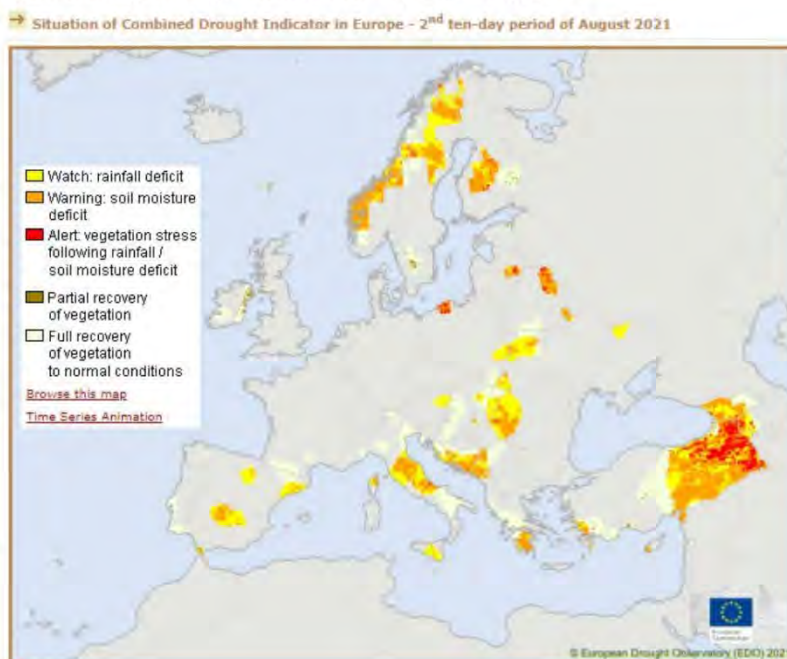 Situation of Combined Drought Indicator in Europe - 2nd ten-day period of August 2021
Watch: rainfall deficit
Warning: soil moisture
deficit
Alert: vegetation stress
following rainfall /
soil moisture deficit
Partial recovery
of vegetation
Full recovery
of vegetation
to normal conditions
Browse this map
Time Series Animation
European
Commission
© European Drought Observatory (EDO) 202